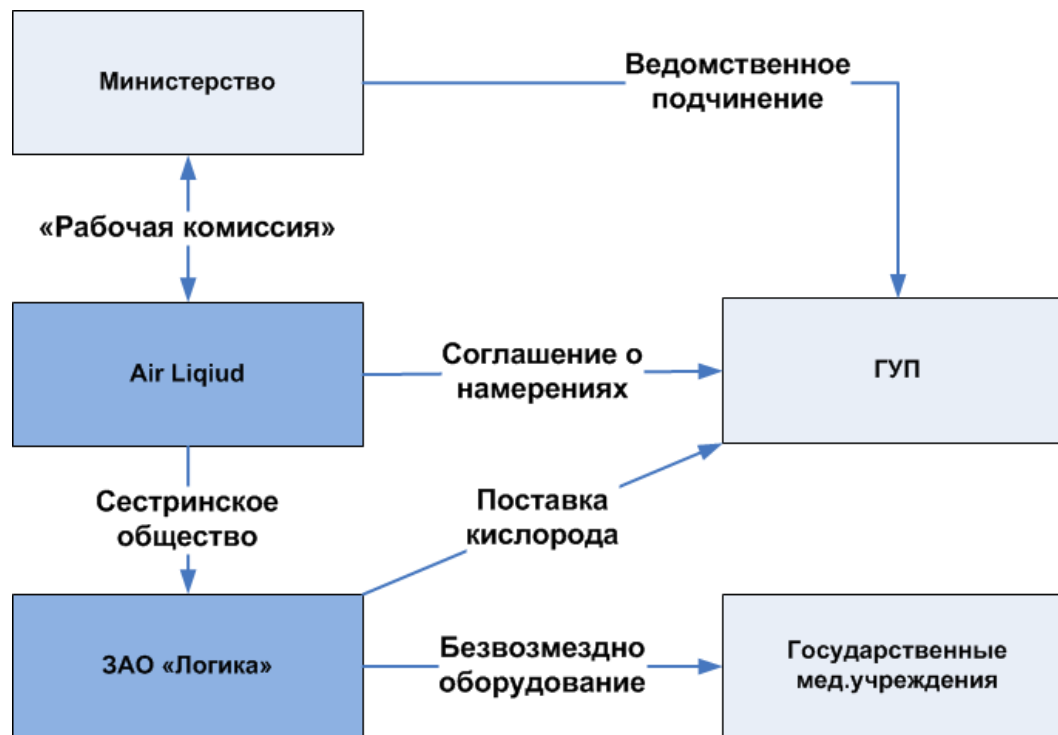 Министерство
Ведомственное
подчинение
«Рабочая комиссия»
Air Liqiud
Соглашение о
намерениях
ГУП
Сестринское
общество
Поставка
кислорода
ЗАО «Логика»
Безвозмездно
оборудование
Государственные
мед.учреждения